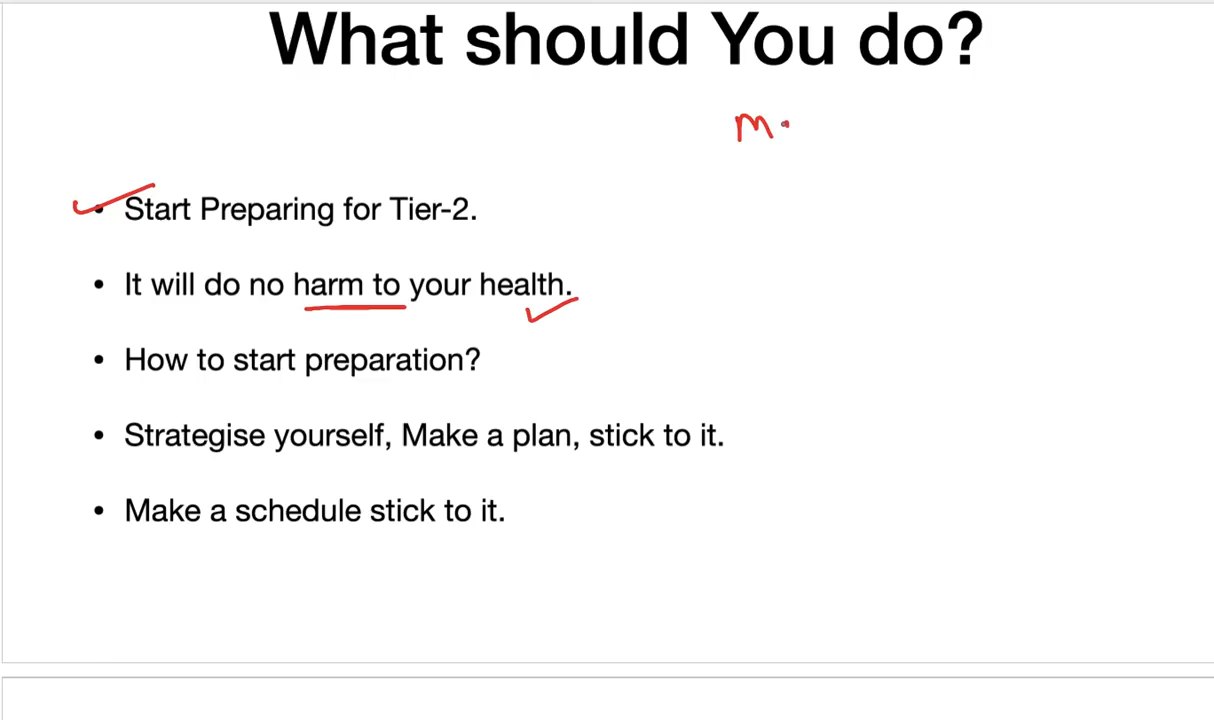 What should You do?
m.
• Start Preparing for Tier-2.
• It will do no harm to your health.
• How to start preparation?
• Strategise yourself, Make a plan, stick to it.
• Make a schedule stick to it.